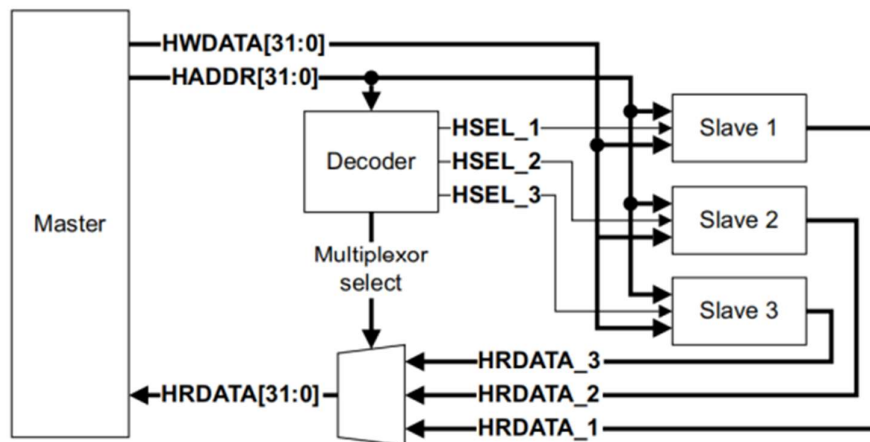 HWDATA[31:0]
HADDR[31:0]
Master
Decoder
HSEL_1
HSEL_2
HSEL_3
Slave 1
Slave 2
Slave 3
Multiplexor
select
HRDATA_3
HRDATA[31:0]
HRDATA_2
HRDATA_1